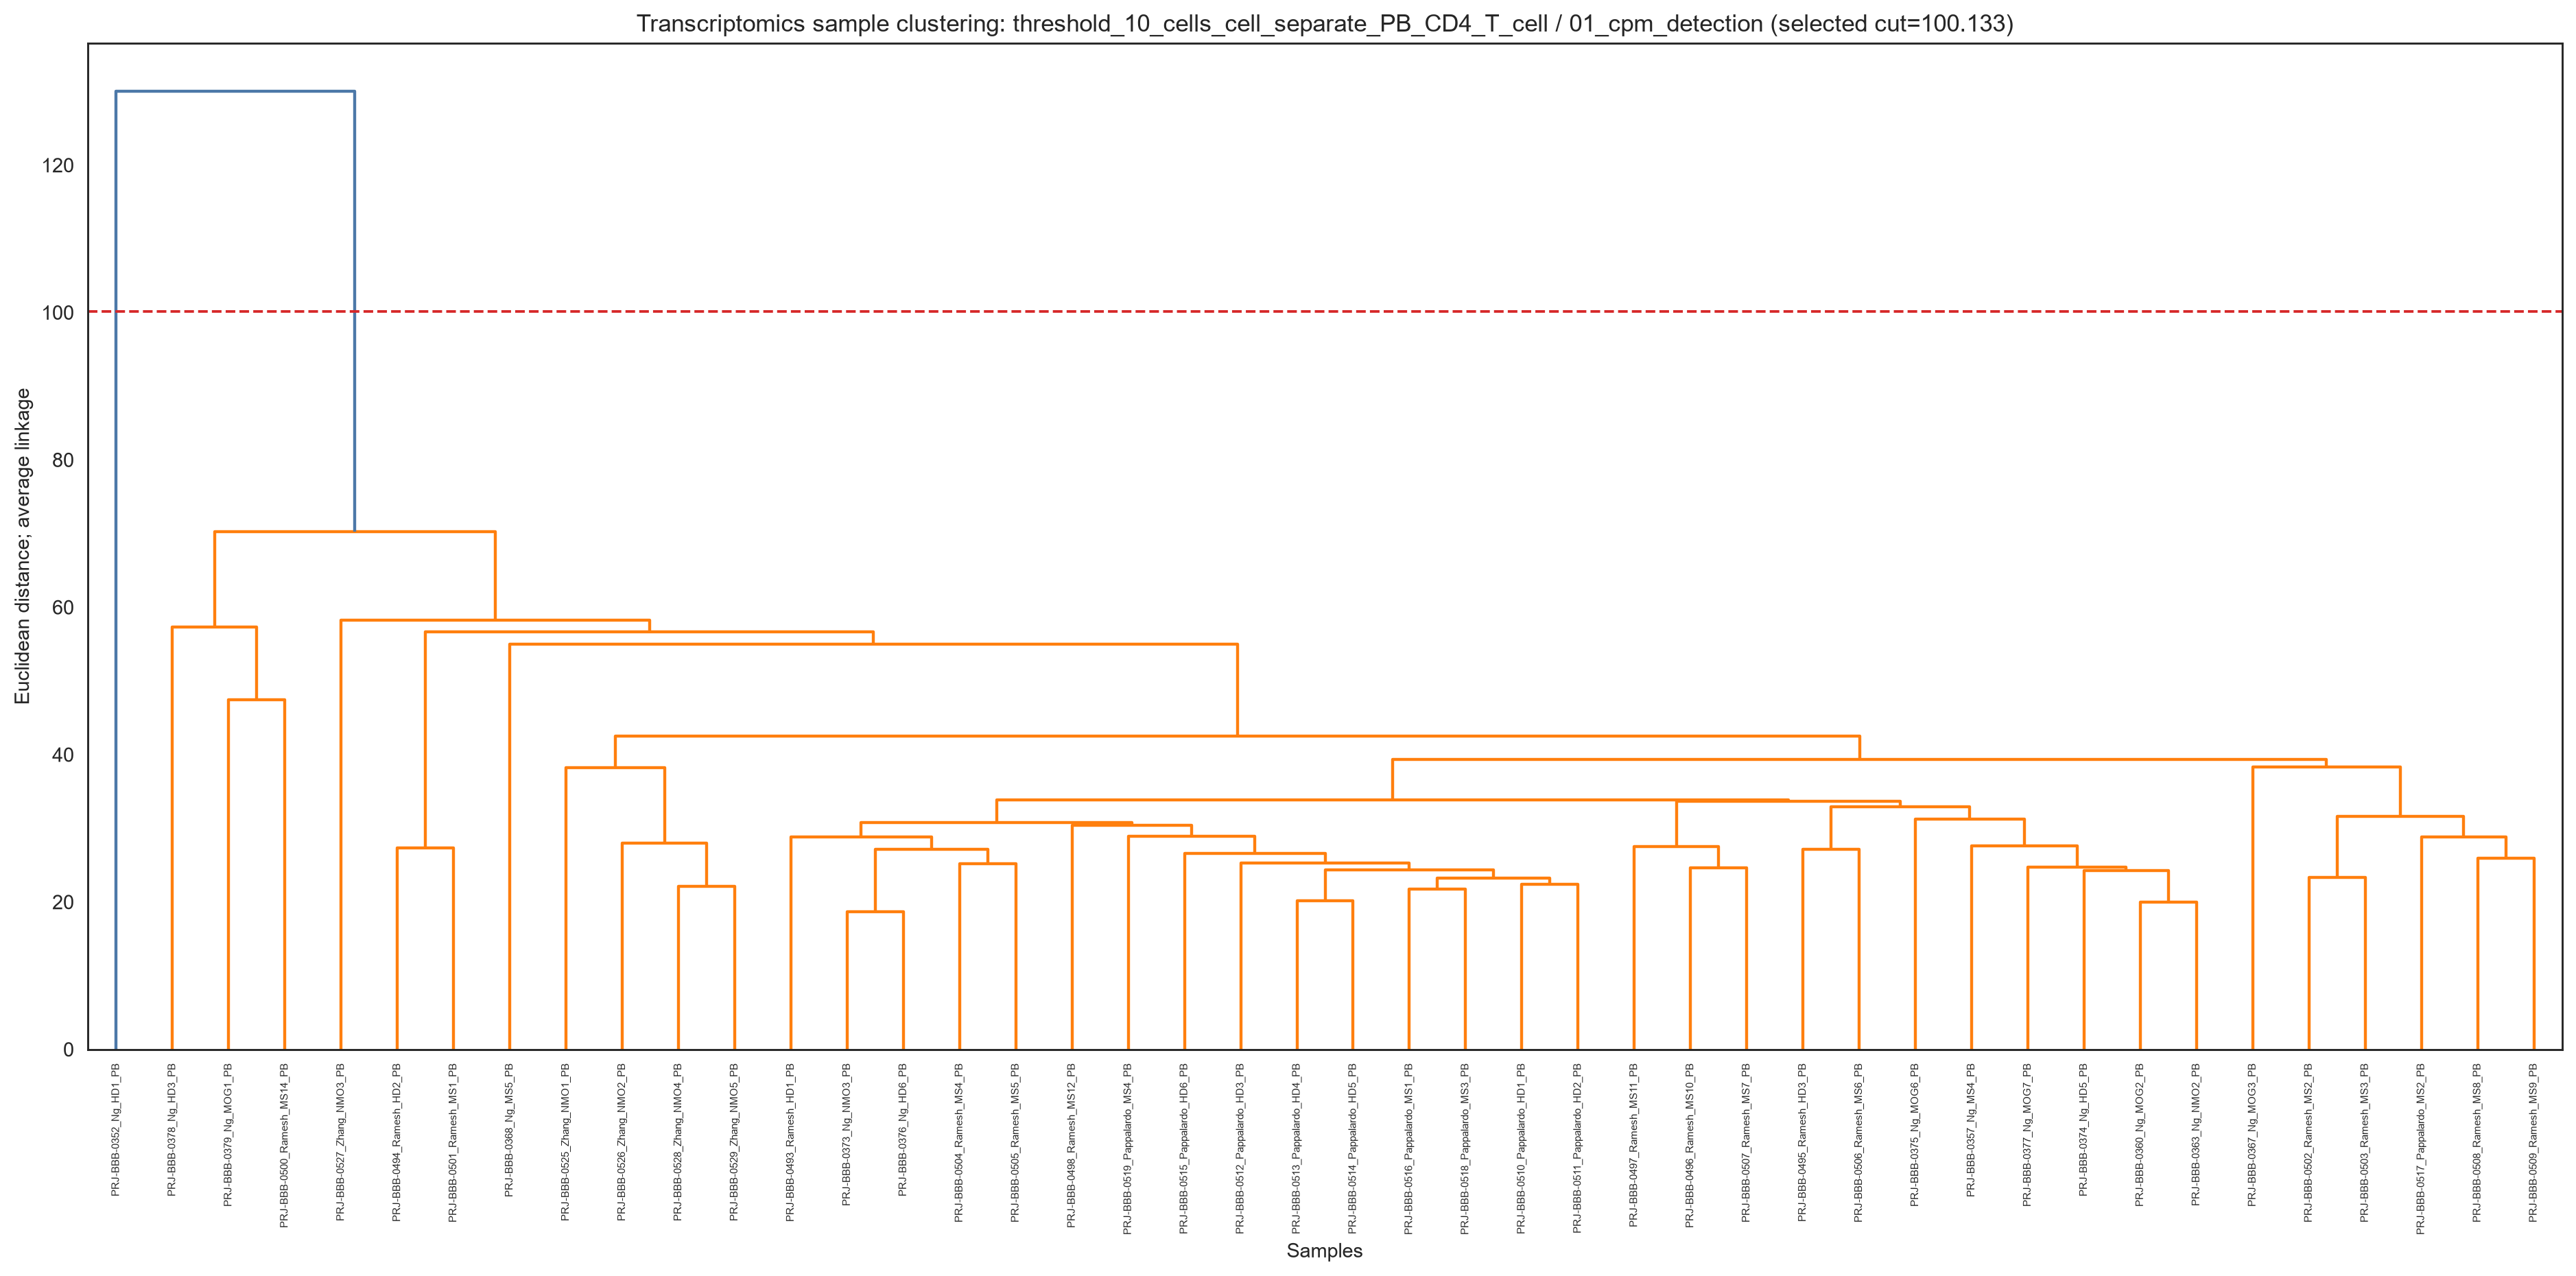 Transcriptomics sample clustering: threshold_10_cells_cell_separate_PB_CD4_T_cell / 01_cpm_detection (selected cut=100.133)
Euclidean distance; average linkage
120
100
80
60
40
20
0
PRJ-BBB-0352_Ng_HD1_PB
PRJ-BBB-0378_Ng_HD3_PB
PRJ-BBB-0379_Ng_MOG1_PB
PRJ-BBB-0500_Ramesh_MS14_PB
PRJ-BBB-0527_Zhang_NMO3_PB
PRJ-BBB-0494_Ramesh_HD2_PB
PRJ-BBB-0501_Ramesh_MS1_PB
PRJ-BBB-0368_Ng_MS5_PB
PRJ-BBB-0525_Zhang_NMO1_PB
PRJ-BBB-0526_Zhang_NMO2_PB
PRJ-BBB-0528_Zhang_NMO4_PB
PRJ-BBB-0529_Zhang_NMO5_PB
PRJ-BBB-0493_Ramesh_HD1_PB
PRJ-BBB-0373_Ng_NMO3_PB
PRJ-BBB-0376_Ng_HD6_PB
PRJ-BBB-0504_Ramesh_MS4_PB
PRJ-BBB-0505_Ramesh_MS5_PB
PRJ-BBB-0498_Ramesh_MS12_PB
PRJ-BBB-0519_Pappalardo_MS4_PB
PRJ-BBB-0515_Pappalardo_HD6_PB
PRJ-BBB-0512_Pappalardo_HD3_PB
PRJ-BBB-0513_Pappalardo_HD4_PB
PRJ-BBB-0514_Pappalardo_HD5_PB
PRJ-BBB-0516_Pappalardo_MS1_PB
PRJ-BBB-0518_Pappalardo_MS3_PB
PRJ-BBB-0510_Pappalardo_HD1_PB
PRJ-BBB-0511_Pappalardo_HD2_PB
PRJ-BBB-0497_Ramesh_MS11_PB
PRJ-BBB-0496_Ramesh_MS10_PB
PRJ-BBB-0507_Ramesh_MS7_PB
PRJ-BBB-0495_Ramesh_HD3_PB
PRJ-BBB-0506_Ramesh_MS6_PB
PRJ-BBB-0375_Ng_MOG6_PB
PRJ-BBB-0357_Ng_MS4_PB
PRJ-BBB-0377_Ng_MOG7_PB
PRJ-BBB-0374_Ng_HD5_PB
PRJ-BBB-0360_Ng_MOG2_PB
PRJ-BBB-0363_Ng_NMO2_PB
PRJ-BBB-0367_Ng_MOG3_PB
PRJ-BBB-0502_Ramesh_MS2_PB
PRJ-BBB-0503_Ramesh_MS3_PB
PRJ-BBB-0517_Pappalardo_MS2_PB
PRJ-BBB-0508_Ramesh_MS8_PB
PRJ-BBB-0509_Ramesh_MS9_PB
Samples